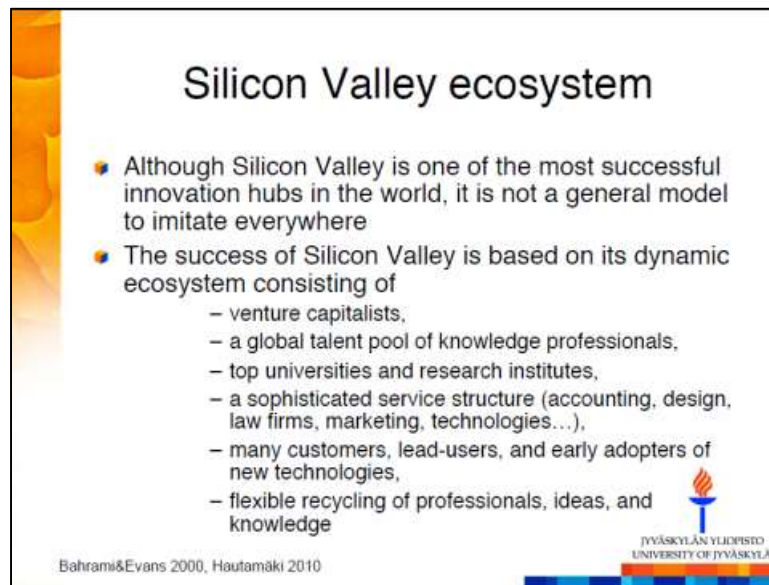 Silicon Valley ecosystem
Although Silicon Valley is one of the most successful
innovation hubs in the world, it is not a general model
to imitate everywhere
The success of Silicon Valley is based on its dynamic
ecosystem consisting of
– venture capitalists,
– a global talent pool of knowledge professionals,
– top universities and research institutes,
– a sophisticated service structure (accounting, design,
law firms, marketing, technologies…),
– many customers, lead-users, and early adopters of
new technologies,
– flexible recycling of professionals, ideas, and
knowledge
Bahrami&Evans 2000, Hautamäki 2010
JYVÄSKYLÄN YLIOPISTO
UNIVERSITY OF JYVÄSKYLÄ